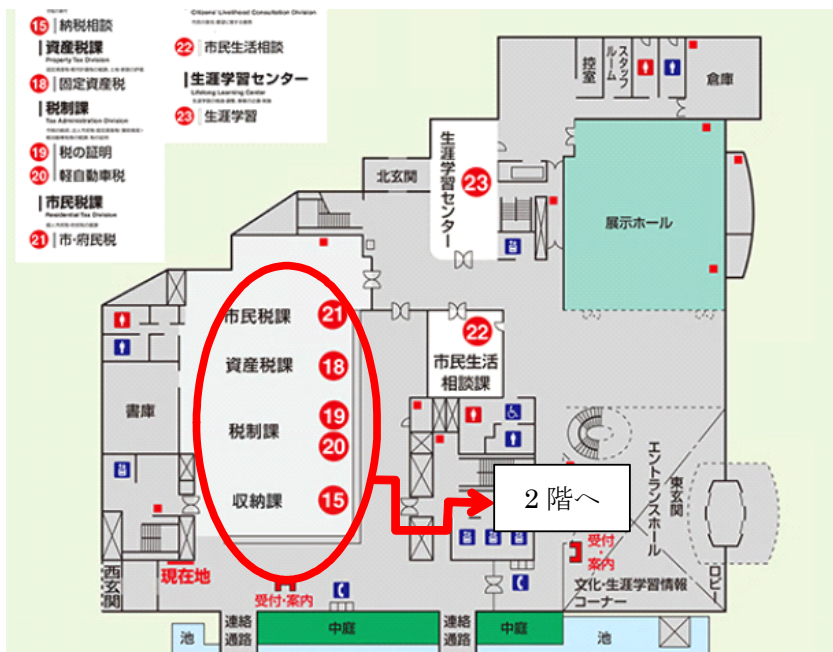 15 納税相談
資産税課
Property Tax Division
18 固定資産税
税制課
Tax Administration Division
19 税の証明
20 軽自動車税
市民税課
Residential Tax Division
21 市・府民税
Citizens' Livelihood Consultation Division
22 市民生活相談
生涯学習センター
Lifelong Learning Center
23 生涯学習
控室
スタッフルーム
倉庫
北玄関
生涯学習センター
23
展示ホール
市民税課 21
資産税課 18
税制課 19
20
収納課 15
22
市民生活
相談課
書庫
2階へ
エントランスホール
東玄関
ロビー
受付・案内
文化・生涯学習情報
コーナー
西玄関
現在地
受付・案内
池
連絡
通路
中庭
連絡
通路
中庭
池